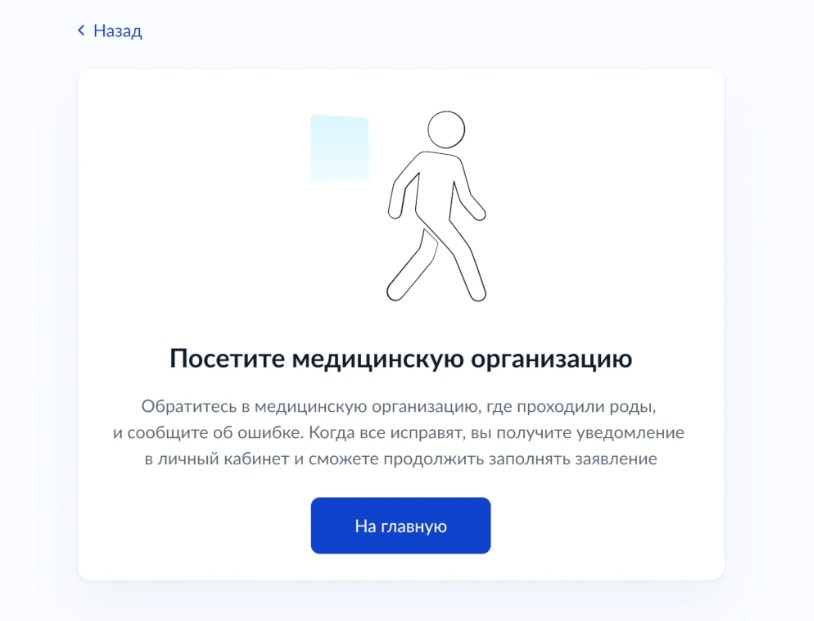 Назад
Посетите медицинскую организацию
Обратитесь в медицинскую организацию, где проходили роды,
и сообщите об ошибке. Когда все исправят, вы получите уведомление
в личный кабинет и сможете продолжить заполнять заявление
На главную